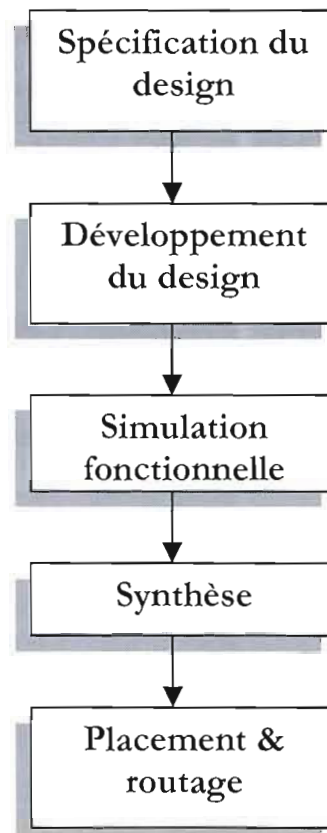 Spécification du
design
Développement
du design
Simulation
fonctionnelle
Synthèse
Placement &
routage